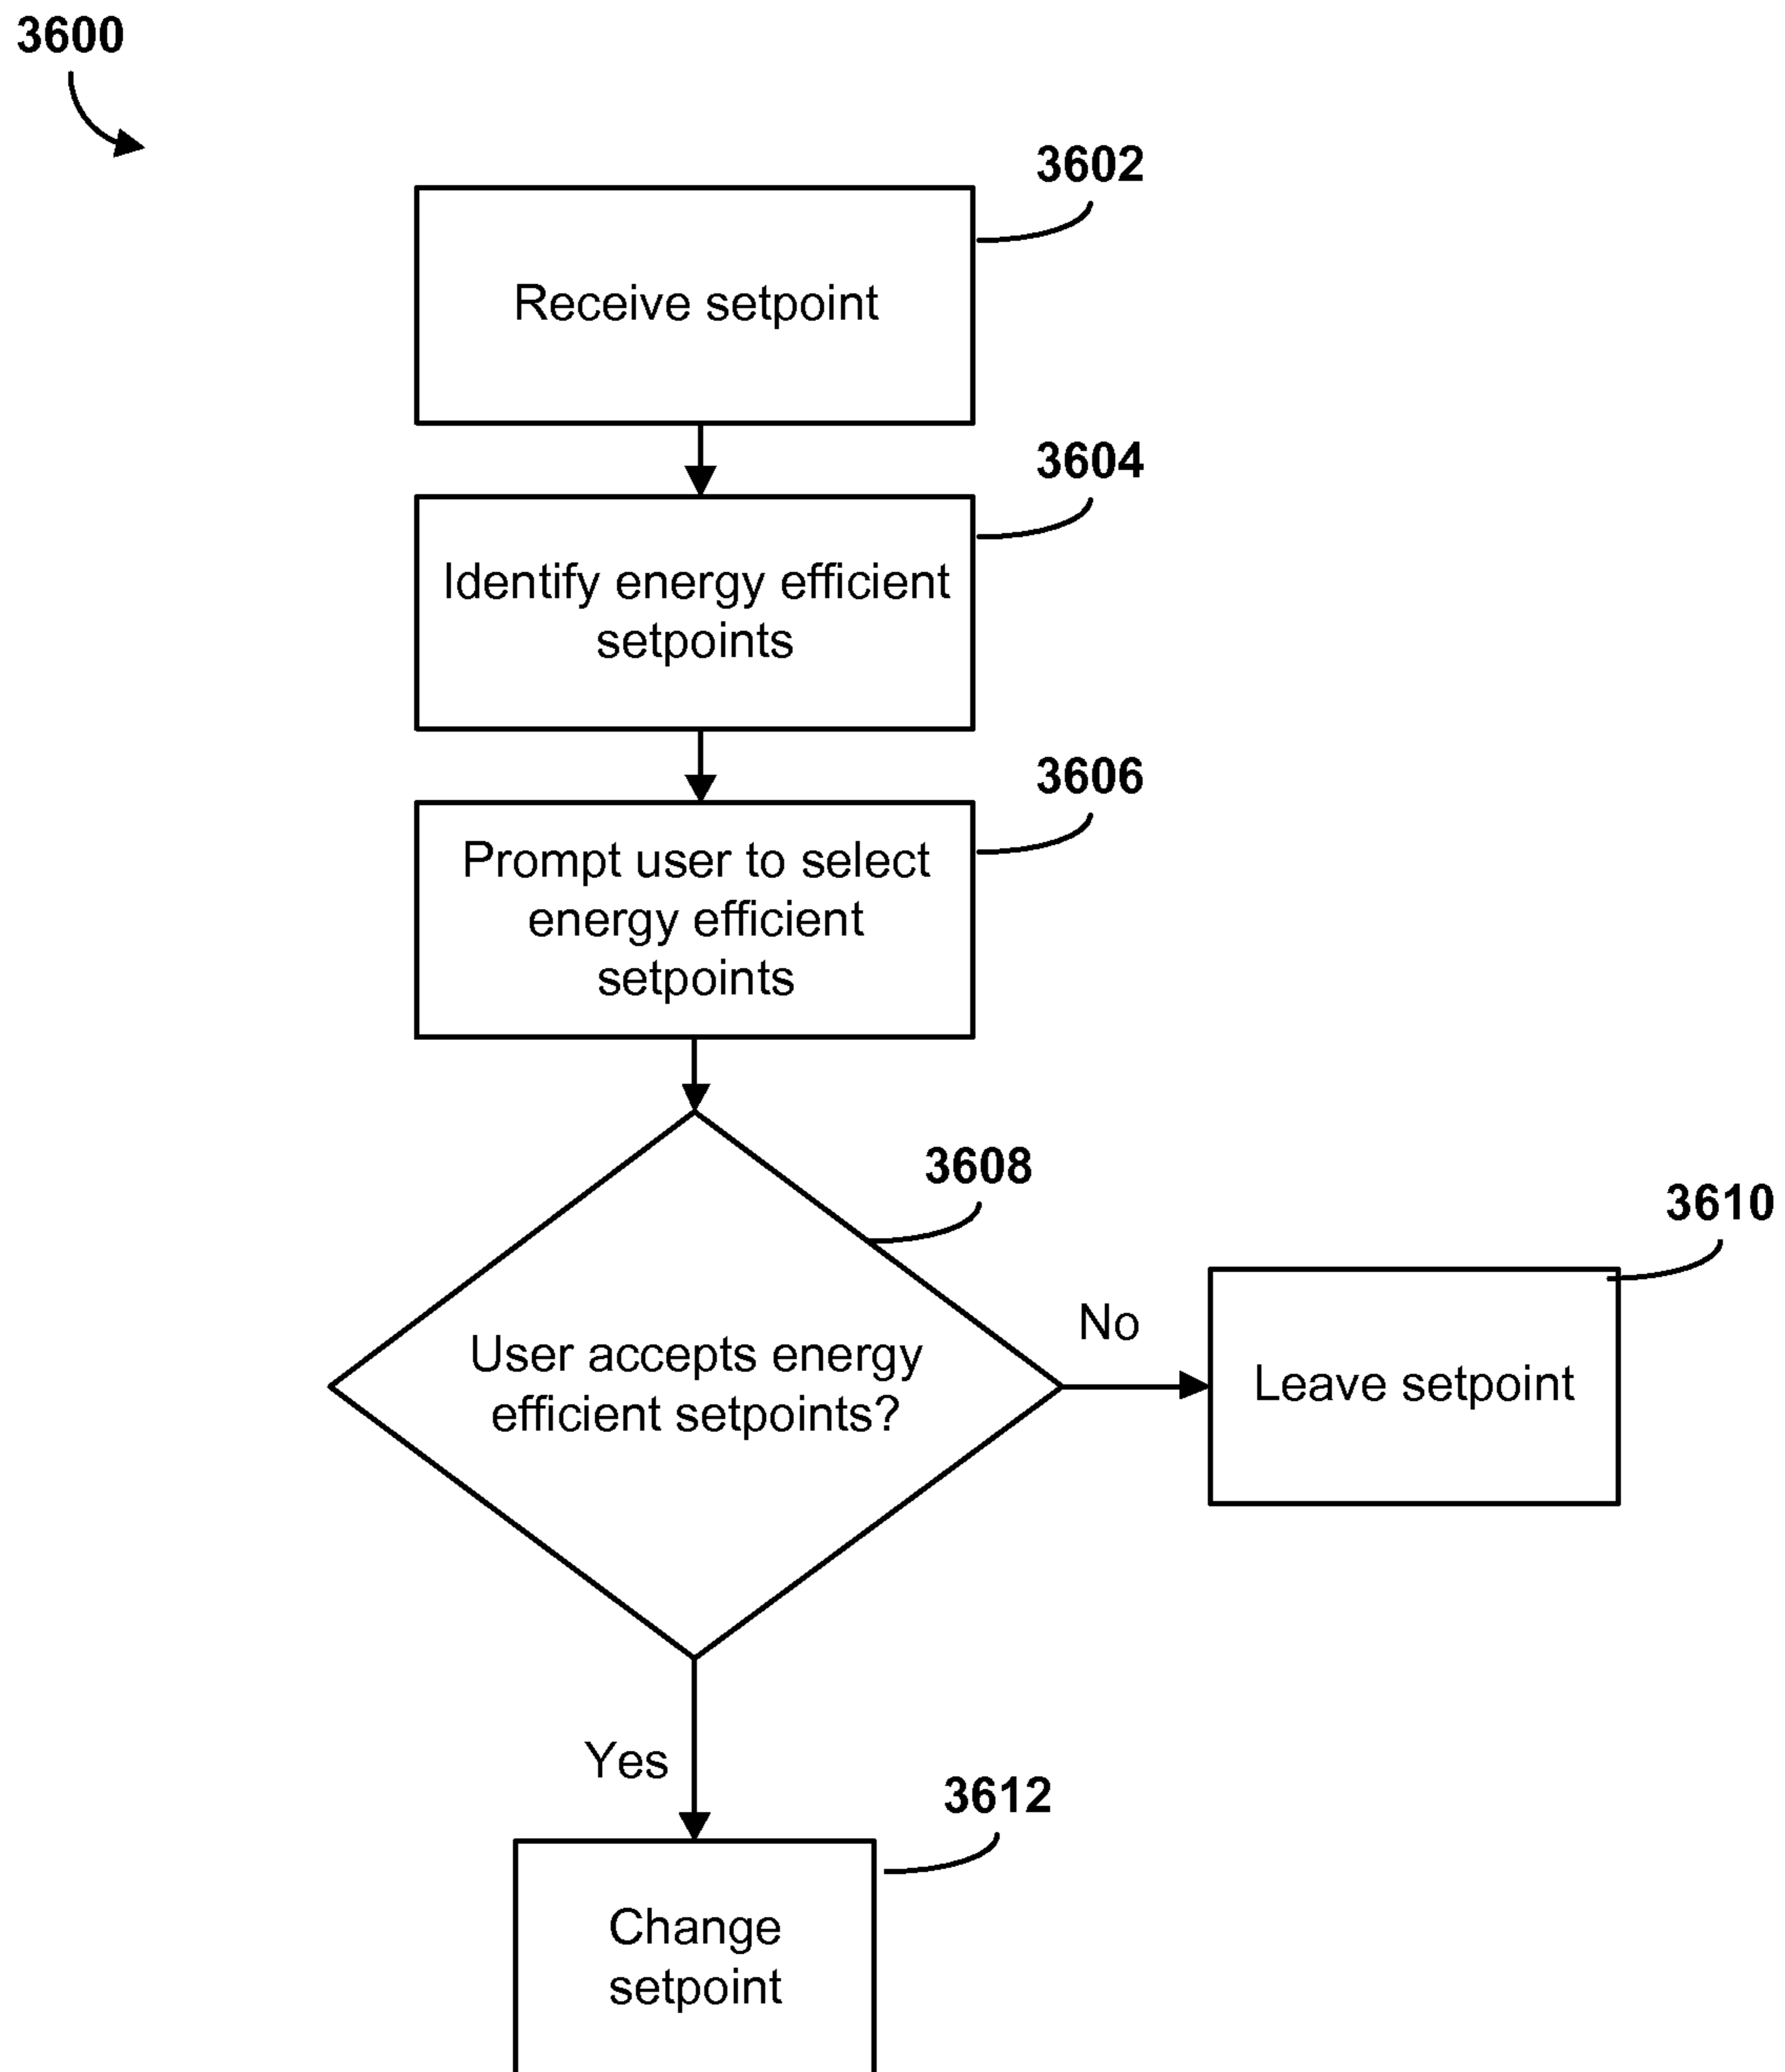 3600
3602
Receive setpoint
3604
Identify energy efficient
setpoints
3606
Prompt user to select
energy efficient
setpoints
3608
User accepts energy
efficient setpoints?
No
3610
Leave setpoint
Yes
3612
Change
setpoint